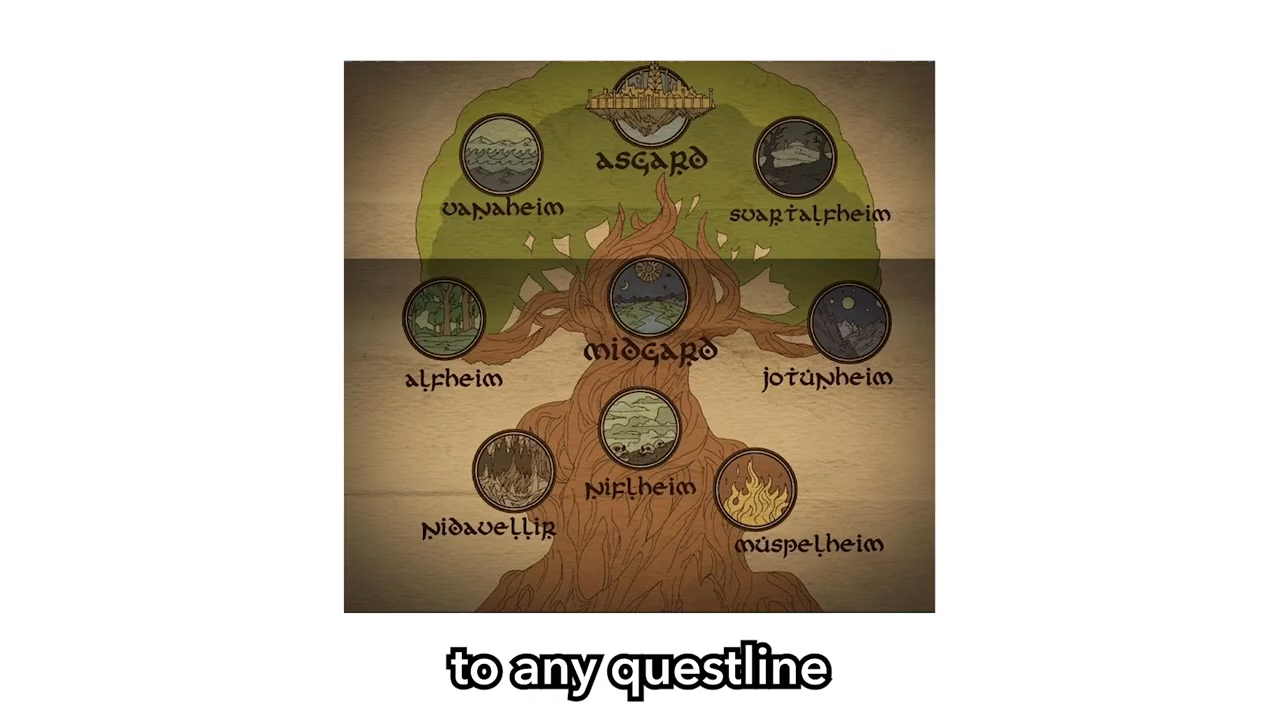 asgard
vanaheim
svartalfheim
midgard
alfheim
jotunheim
niflheim
nidavellir
muspelheim
to any questline